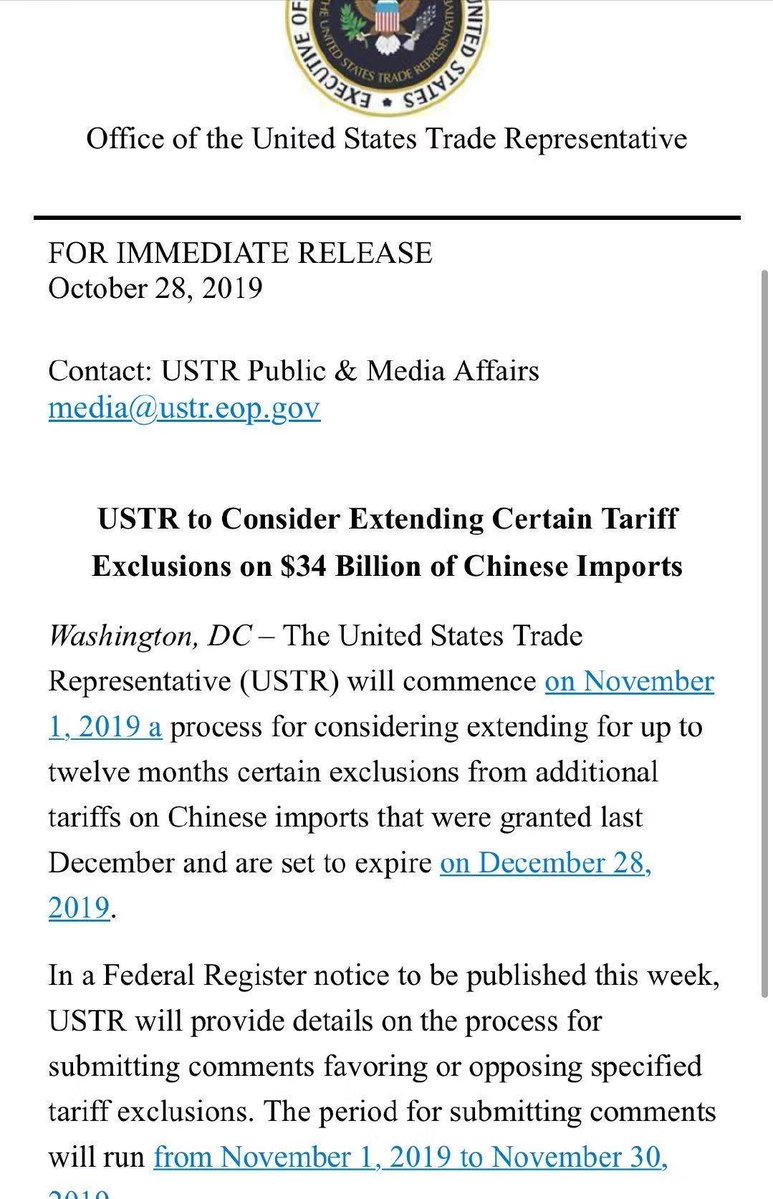 EXECUTIVE OF
UNITED STATES
THE UNITED STATES TRADE REPRESENTATIVE
Office of the United States Trade Representative
FOR IMMEDIATE RELEASE
October 28, 2019
Contact: USTR Public & Media Affairs
media@ustr.eop.gov
USTR to Consider Extending Certain Tariff
Exclusions on $34 Billion of Chinese Imports
Washington, DC – The United States Trade
Representative (USTR) will commence on November
1, 2019 a process for considering extending for up to
twelve months certain exclusions from additional
tariffs on Chinese imports that were granted last
December and are set to expire on December 28,
2019.
In a Federal Register notice to be published this week,
USTR will provide details on the process for
submitting comments favoring or opposing specified
tariff exclusions. The period for submitting comments
will run from November 1, 2019 to November 30,
2019